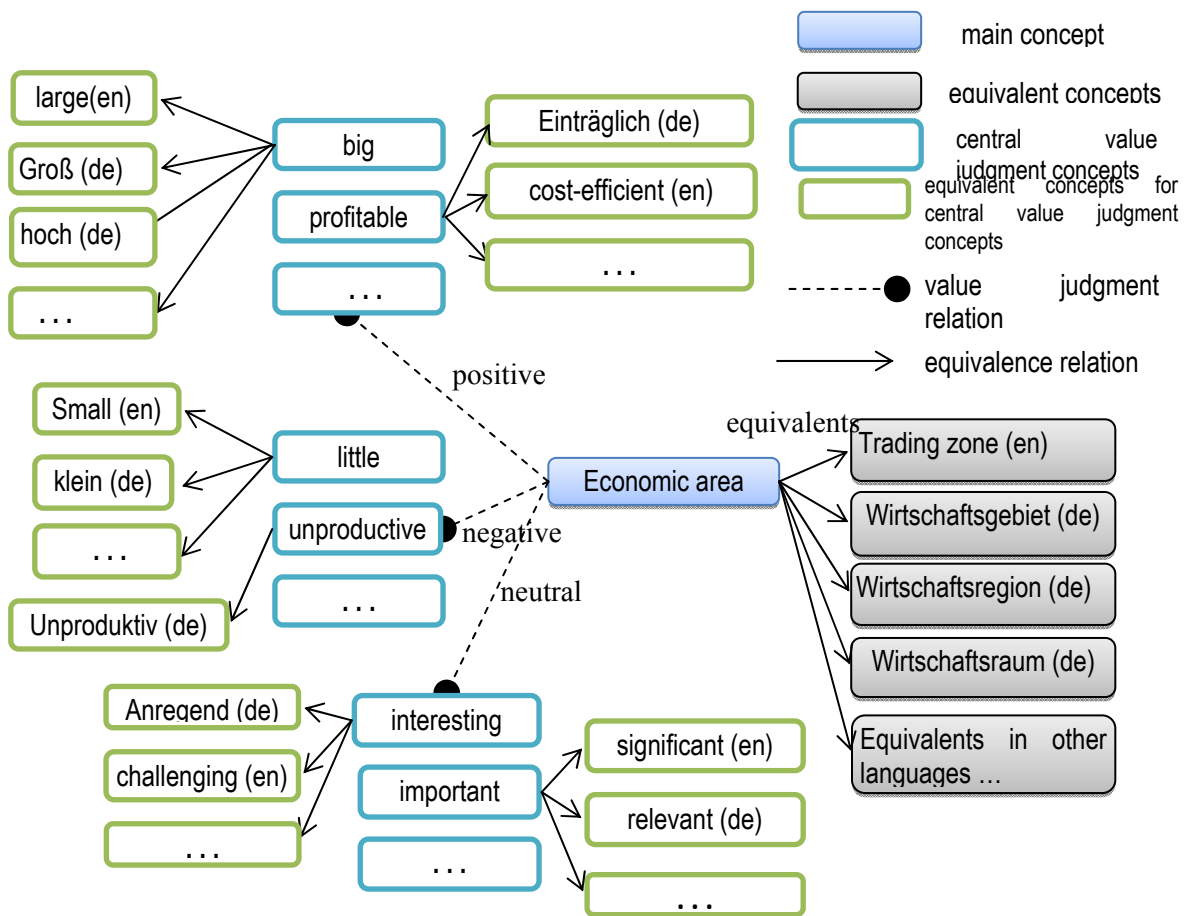 main concept
equivalent concepts
central value
judgment concepts
equivalent concepts for
central value judgment
concepts
value judgment
relation
equivalence relation
large(en)
Groß (de)
hoch (de)
...
big
profitable
...
Einträglich (de)
cost-efficient (en)
...
positive
Small (en)
klein (de)
...
Unproduktiv (de)
little
unproductive
...
negative
neutral
Economic area
equivalents
Trading zone (en)
Wirtschaftsgebiet (de)
Wirtschaftsregion (de)
Wirtschaftsraum (de)
Equivalents in other
languages ...
Anregend (de)
challenging (en)
...
interesting
important
...
significant (en)
relevant (de)
...